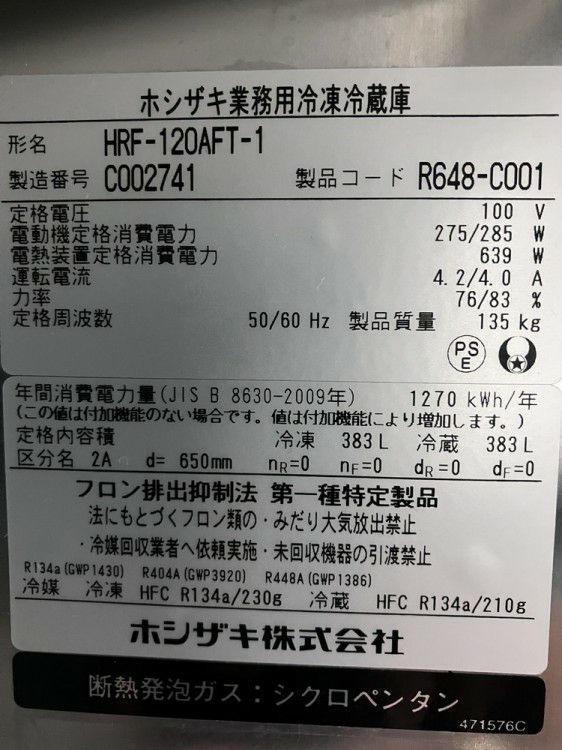 ホシザキ業務用冷凍冷蔵庫
形名 HRF-120AFT-1
製造番号 C002741 製品コード R648-C001
定格電圧 100 V
電動機定格消費電力 275/285 W
電熱装置定格消費電力 639 W
運転電流 4.2/4.0 A
力率 76/83 %
定格周波数 50/60 Hz 製品質量 135 kg
PS E
年間消費電力量(JIS B 8630-2009年) 1270 kWh/年
(この値は付加機能のない場合です。値は付加機能により増加します。)
定格内容積 冷凍 383 L 冷蔵 383 L
区分名 2A d= 650mm nR=0 nF=0 dR=0 dF=0
フロン排出抑制法 第一種特定製品
法にもとづくフロン類の・みだり大気放出禁止
・冷媒回収業者へ依頼実施・未回収機器の引渡禁止
R134a(GWP1430) R404A(GWP3920) R448A(GWP1386)
冷媒 冷凍 HFC R134a/230g 冷蔵 HFC R134a/210g
ホシザキ株式会社
断熱発泡ガス：シクロペンタン
471576C